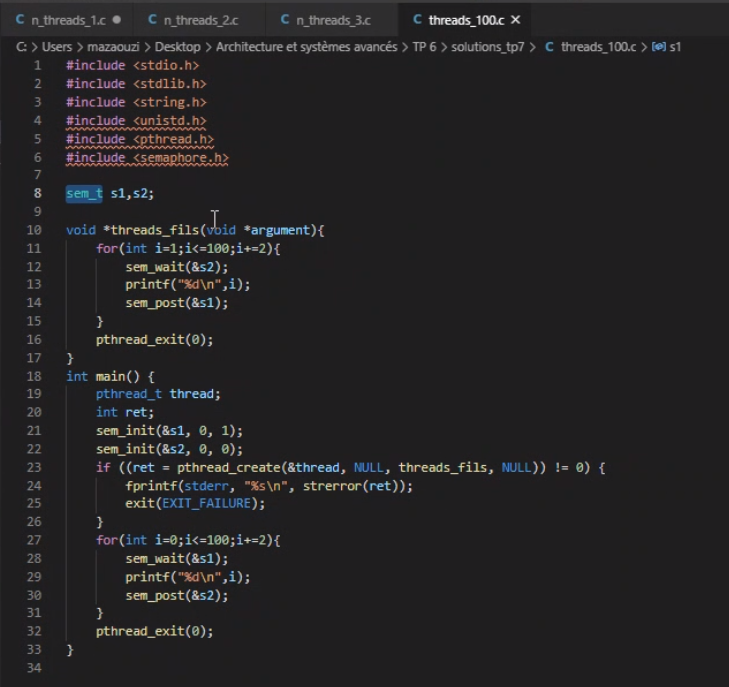 C n_threads_1.c ● C n_threads_2.c C n_threads_3.c C threads_100.c ×
C: > Users > mazaouzi > Desktop > Architecture et systèmes avancés > TP 6 > solutions_tp7 > C threads_100.c > s1
1 #include <stdio.h>
2 #include <stdlib.h>
3 #include <string.h>
4 #include <unistd.h>
5 #include <pthread.h>
6 #include <semaphore.h>
7
8 sem_t s1,s2;
9
10 void *threads_fils(void *argument){
11     for(int i=1;i<=100;i+=2){
12         sem_wait(&s2);
13         printf("%d\n",i);
14         sem_post(&s1);
15     }
16     pthread_exit(0);
17 }
18 int main() {
19     pthread_t thread;
20     int ret;
21     sem_init(&s1, 0, 1);
22     sem_init(&s2, 0, 0);
23     if ((ret = pthread_create(&thread, NULL, threads_fils, NULL)) != 0) {
24         fprintf(stderr, "%s\n", strerror(ret));
25         exit(EXIT_FAILURE);
26     }
27     for(int i=0;i<=100;i+=2){
28         sem_wait(&s1);
29         printf("%d\n",i);
30         sem_post(&s2);
31     }
32     pthread_exit(0);
33 }
34